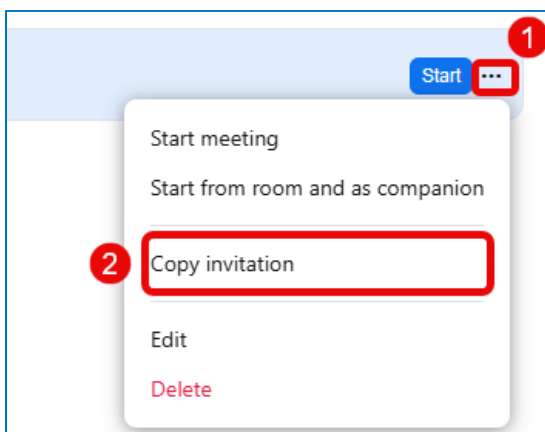 1
Start ...
Start meeting
Start from room and as companion
2 Copy invitation
Edit
Delete